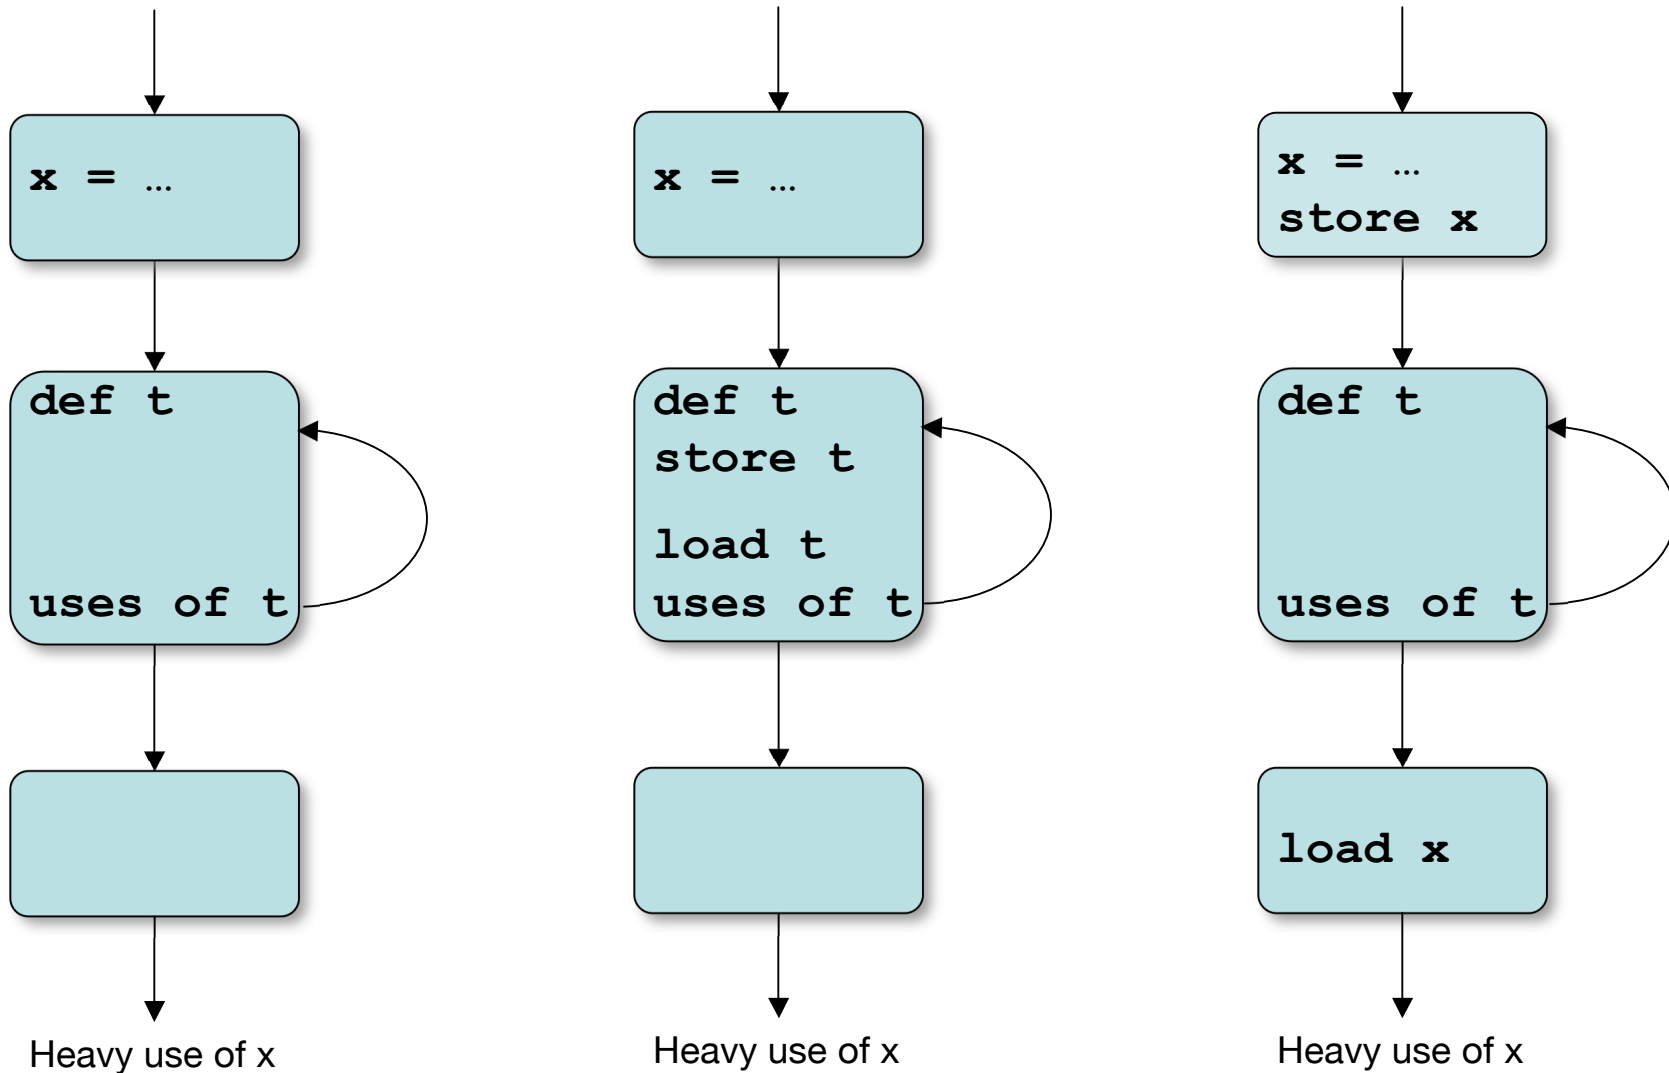 x = …
def t
uses of t
Heavy use of x
x = …
def t
store t
load t
uses of t
Heavy use of x
x = …
store x
def t
uses of t
load x
Heavy use of x